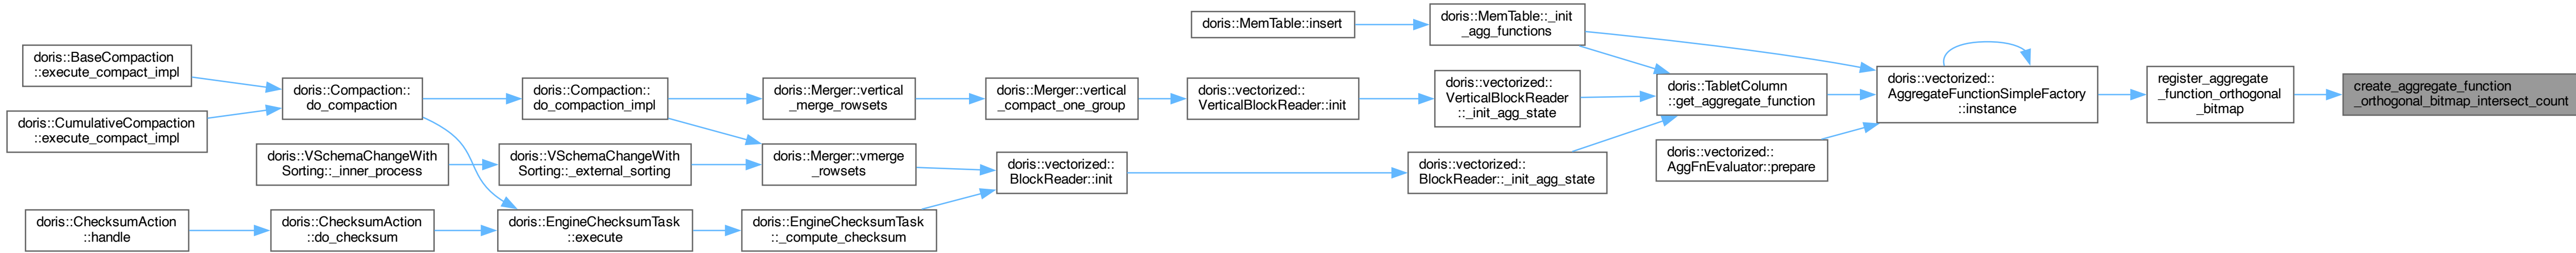 doris::BaseCompaction
::execute_compact_impl
doris::CumulativeCompaction
::execute_compact_impl
doris::VSchemaChangeWith
Sorting::_inner_process
doris::ChecksumAction
::handle
doris::Compaction::
do_compaction
doris::ChecksumAction
::do_checksum
doris::Compaction::
do_compaction_impl
doris::VSchemaChangeWith
Sorting::_external_sorting
doris::EngineChecksumTask
::execute
doris::Merger::vertical
_merge_rowsets
doris::Merger::vmerge
_rowsets
doris::EngineChecksumTask
::_compute_checksum
doris::Merger::vertical
_compact_one_group
doris::vectorized::
BlockReader::init
doris::MemTable::insert
doris::vectorized::
VerticalBlockReader::init
doris::MemTable::_init
_agg_functions
doris::vectorized::
VerticalBlockReader
::_init_agg_state
doris::vectorized::
BlockReader::_init_agg_state
doris::TabletColumn
::get_aggregate_function
doris::vectorized::
AggFnEvaluator::prepare
doris::vectorized::
AggregateFunctionSimpleFactory
::instance
register_aggregate
_function_orthogonal
_bitmap
create_aggregate_function
_orthogonal_bitmap_intersect_count